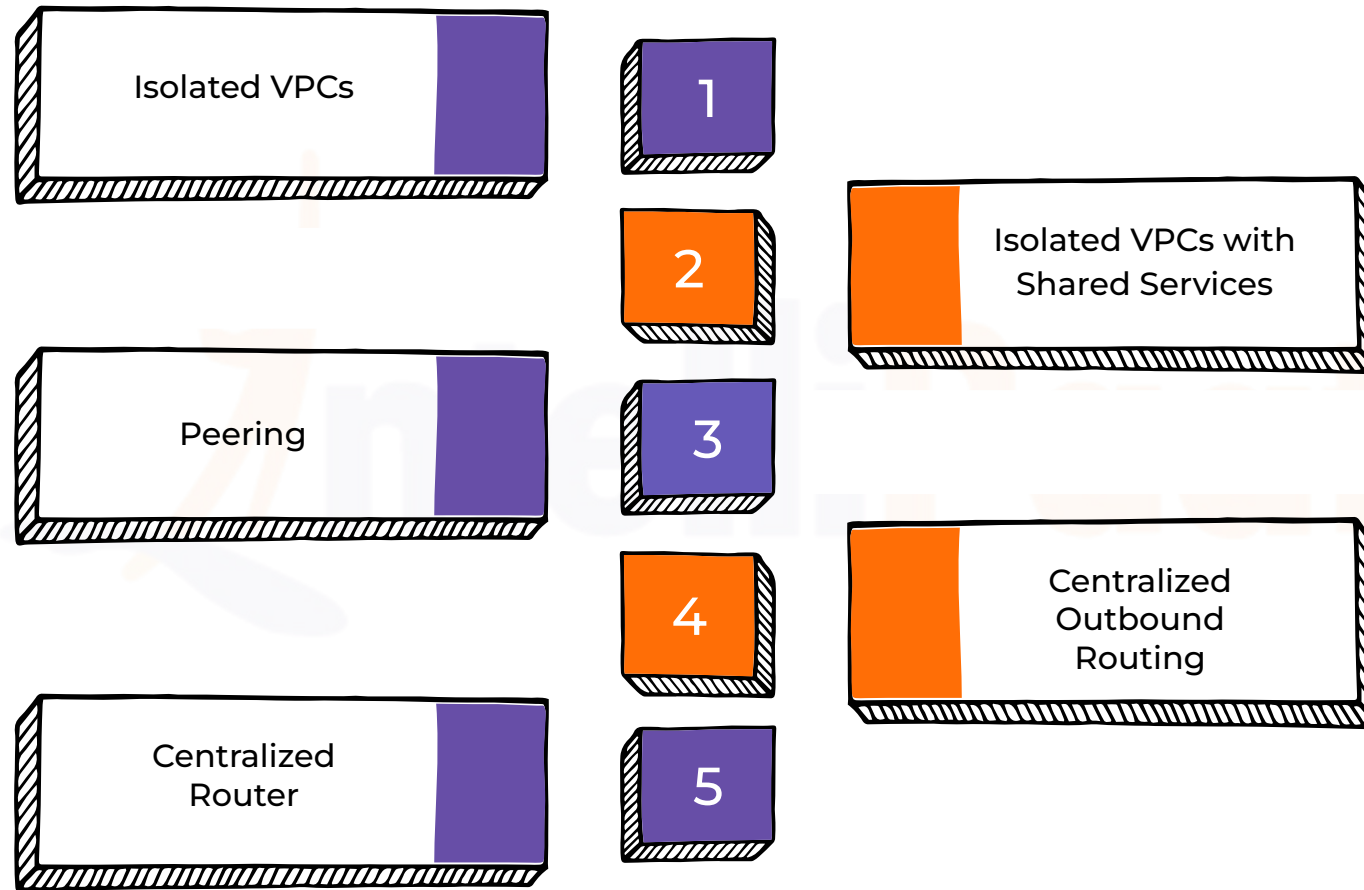 Isolated VPCs
1
2
Isolated VPCs with
Shared Services
Peering
3
4
Centralized
Outbound
Routing
Centralized
Router
5